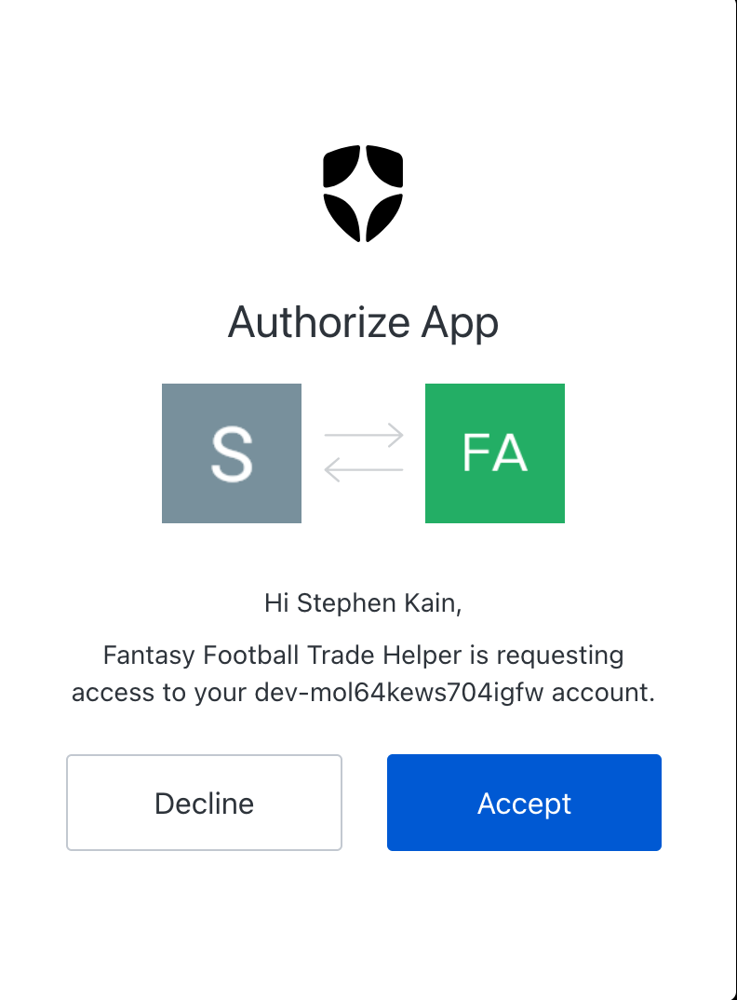 Authorize App
S
FA
Hi Stephen Kain,
Fantasy Football Trade Helper is requesting
access to your dev-mol64kews704igfw account.
Decline
Accept